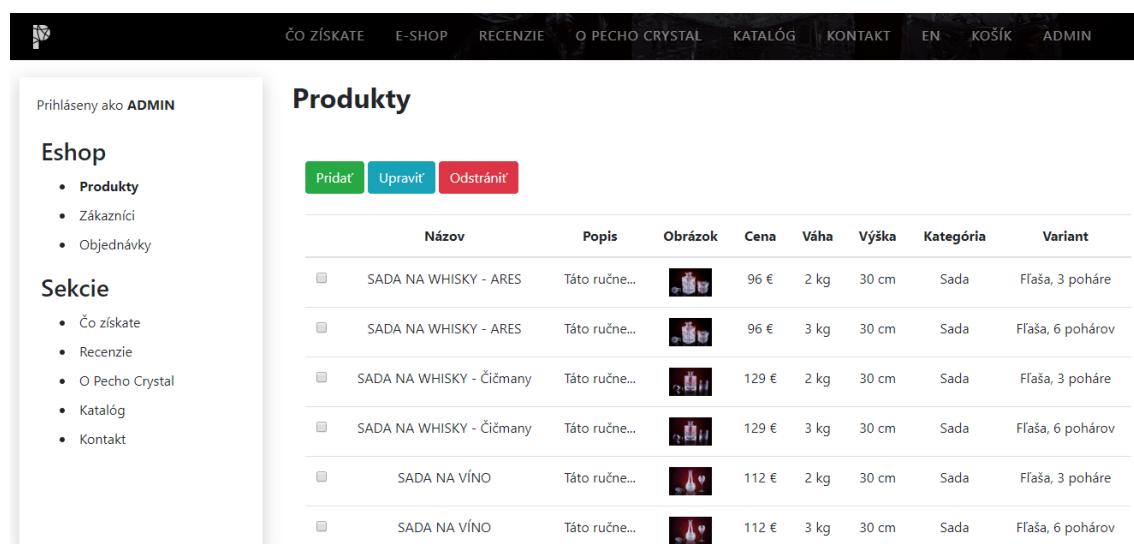 ČO ZÍSKATE E-SHOP RECENZIE O PECHO CRYSTAL KATALÓG KONTAKT EN KOŠÍK ADMIN
Prihláseny ako ADMIN
Eshop
Produkty
Zákazníci
Objednávky
Sekcie
Čo získate
Recenzie
O Pecho Crystal
Katalóg
Kontakt
Produkty
Pridať Upraviť Odstrániť
Názov Popis Obrázok Cena Váha Výška Kategória Variant
SADA NA WHISKY - ARES Táto ručne... 96 € 2 kg 30 cm Sada Fľaša, 3 poháre
SADA NA WHISKY - ARES Táto ručne... 96 € 3 kg 30 cm Sada Fľaša, 6 pohárov
SADA NA WHISKY - Čičmany Táto ručne... 129 € 2 kg 30 cm Sada Fľaša, 3 poháre
SADA NA WHISKY - Čičmany Táto ručne... 129 € 3 kg 30 cm Sada Fľaša, 6 pohárov
SADA NA VÍNO Táto ručne... 112 € 2 kg 30 cm Sada Fľaša, 3 poháre
SADA NA VÍNO Táto ručne... 112 € 3 kg 30 cm Sada Fľaša, 6 pohárov